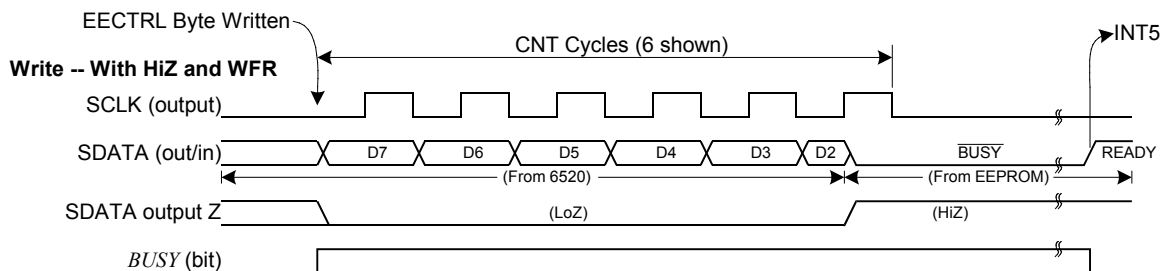 EECTRL Byte Written
INT5
CNT Cycles (6 shown)
Write -- With HiZ and WFR
SCLK (output)
SDATA (out/in)
D7 D6 D5 D4 D3 D2 BUSY READY
(From 6520) (From EEPROM)
SDATA output Z
(LoZ) (HiZ)
BUSY (bit)